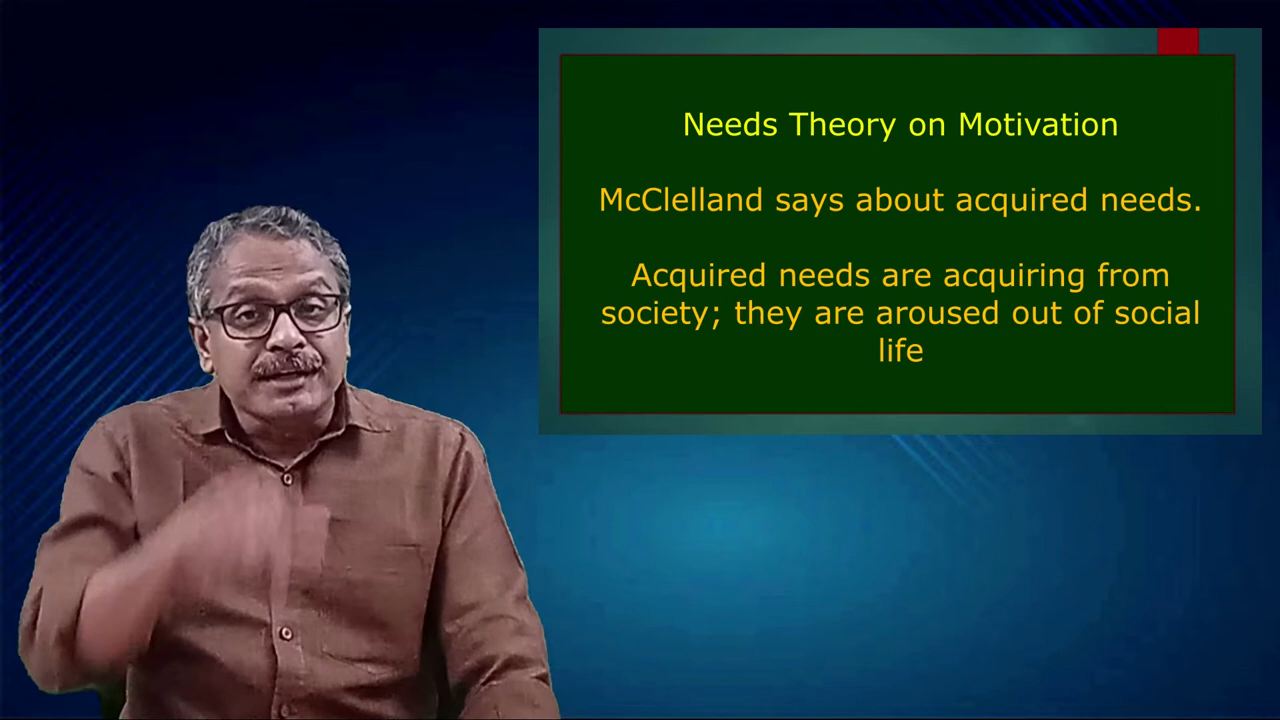 Needs Theory on Motivation
McClelland says about acquired needs.
Acquired needs are acquiring from
society; they are aroused out of social
life